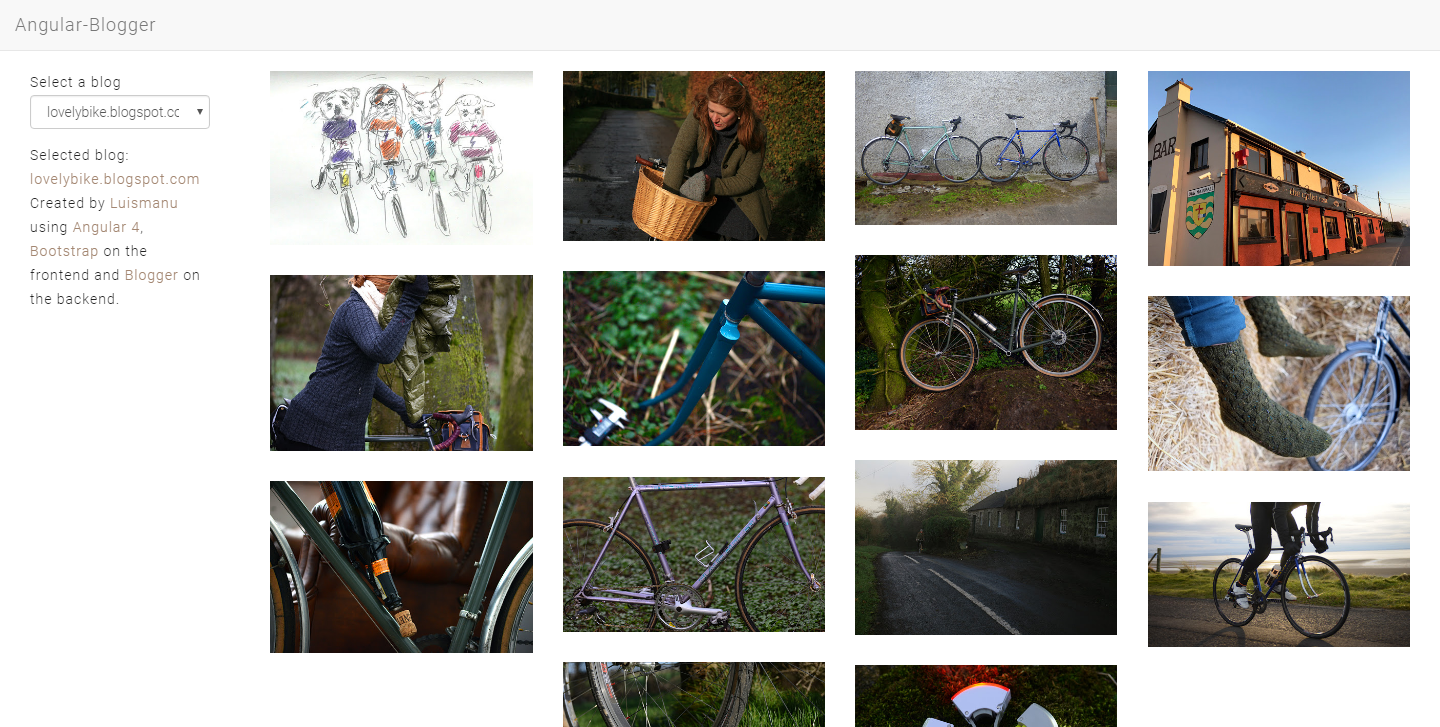 Angular-Blogger
Select a blog
lovelybike.blogspot.cc
Selected blog:
lovelybike.blogspot.com
Created by Luismanu
using Angular 4,
Bootstrap on the
frontend and Blogger on
the backend.
BAR